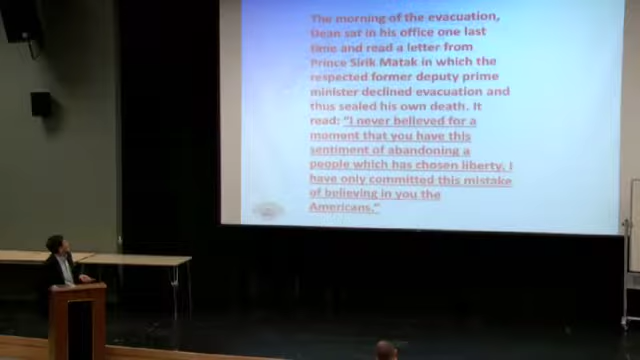 The morning of the evacuation,
Dean sat in his office one last
time and read a letter from
Prince Sirik Matak in which the
respected former deputy prime
minister declined evacuation and
thus sealed his own death. It
read: "I never believed for a
moment that you have this
sentiment of abandoning a
people which has chosen liberty. I
have only committed this mistake
of believing in you the
Americans."